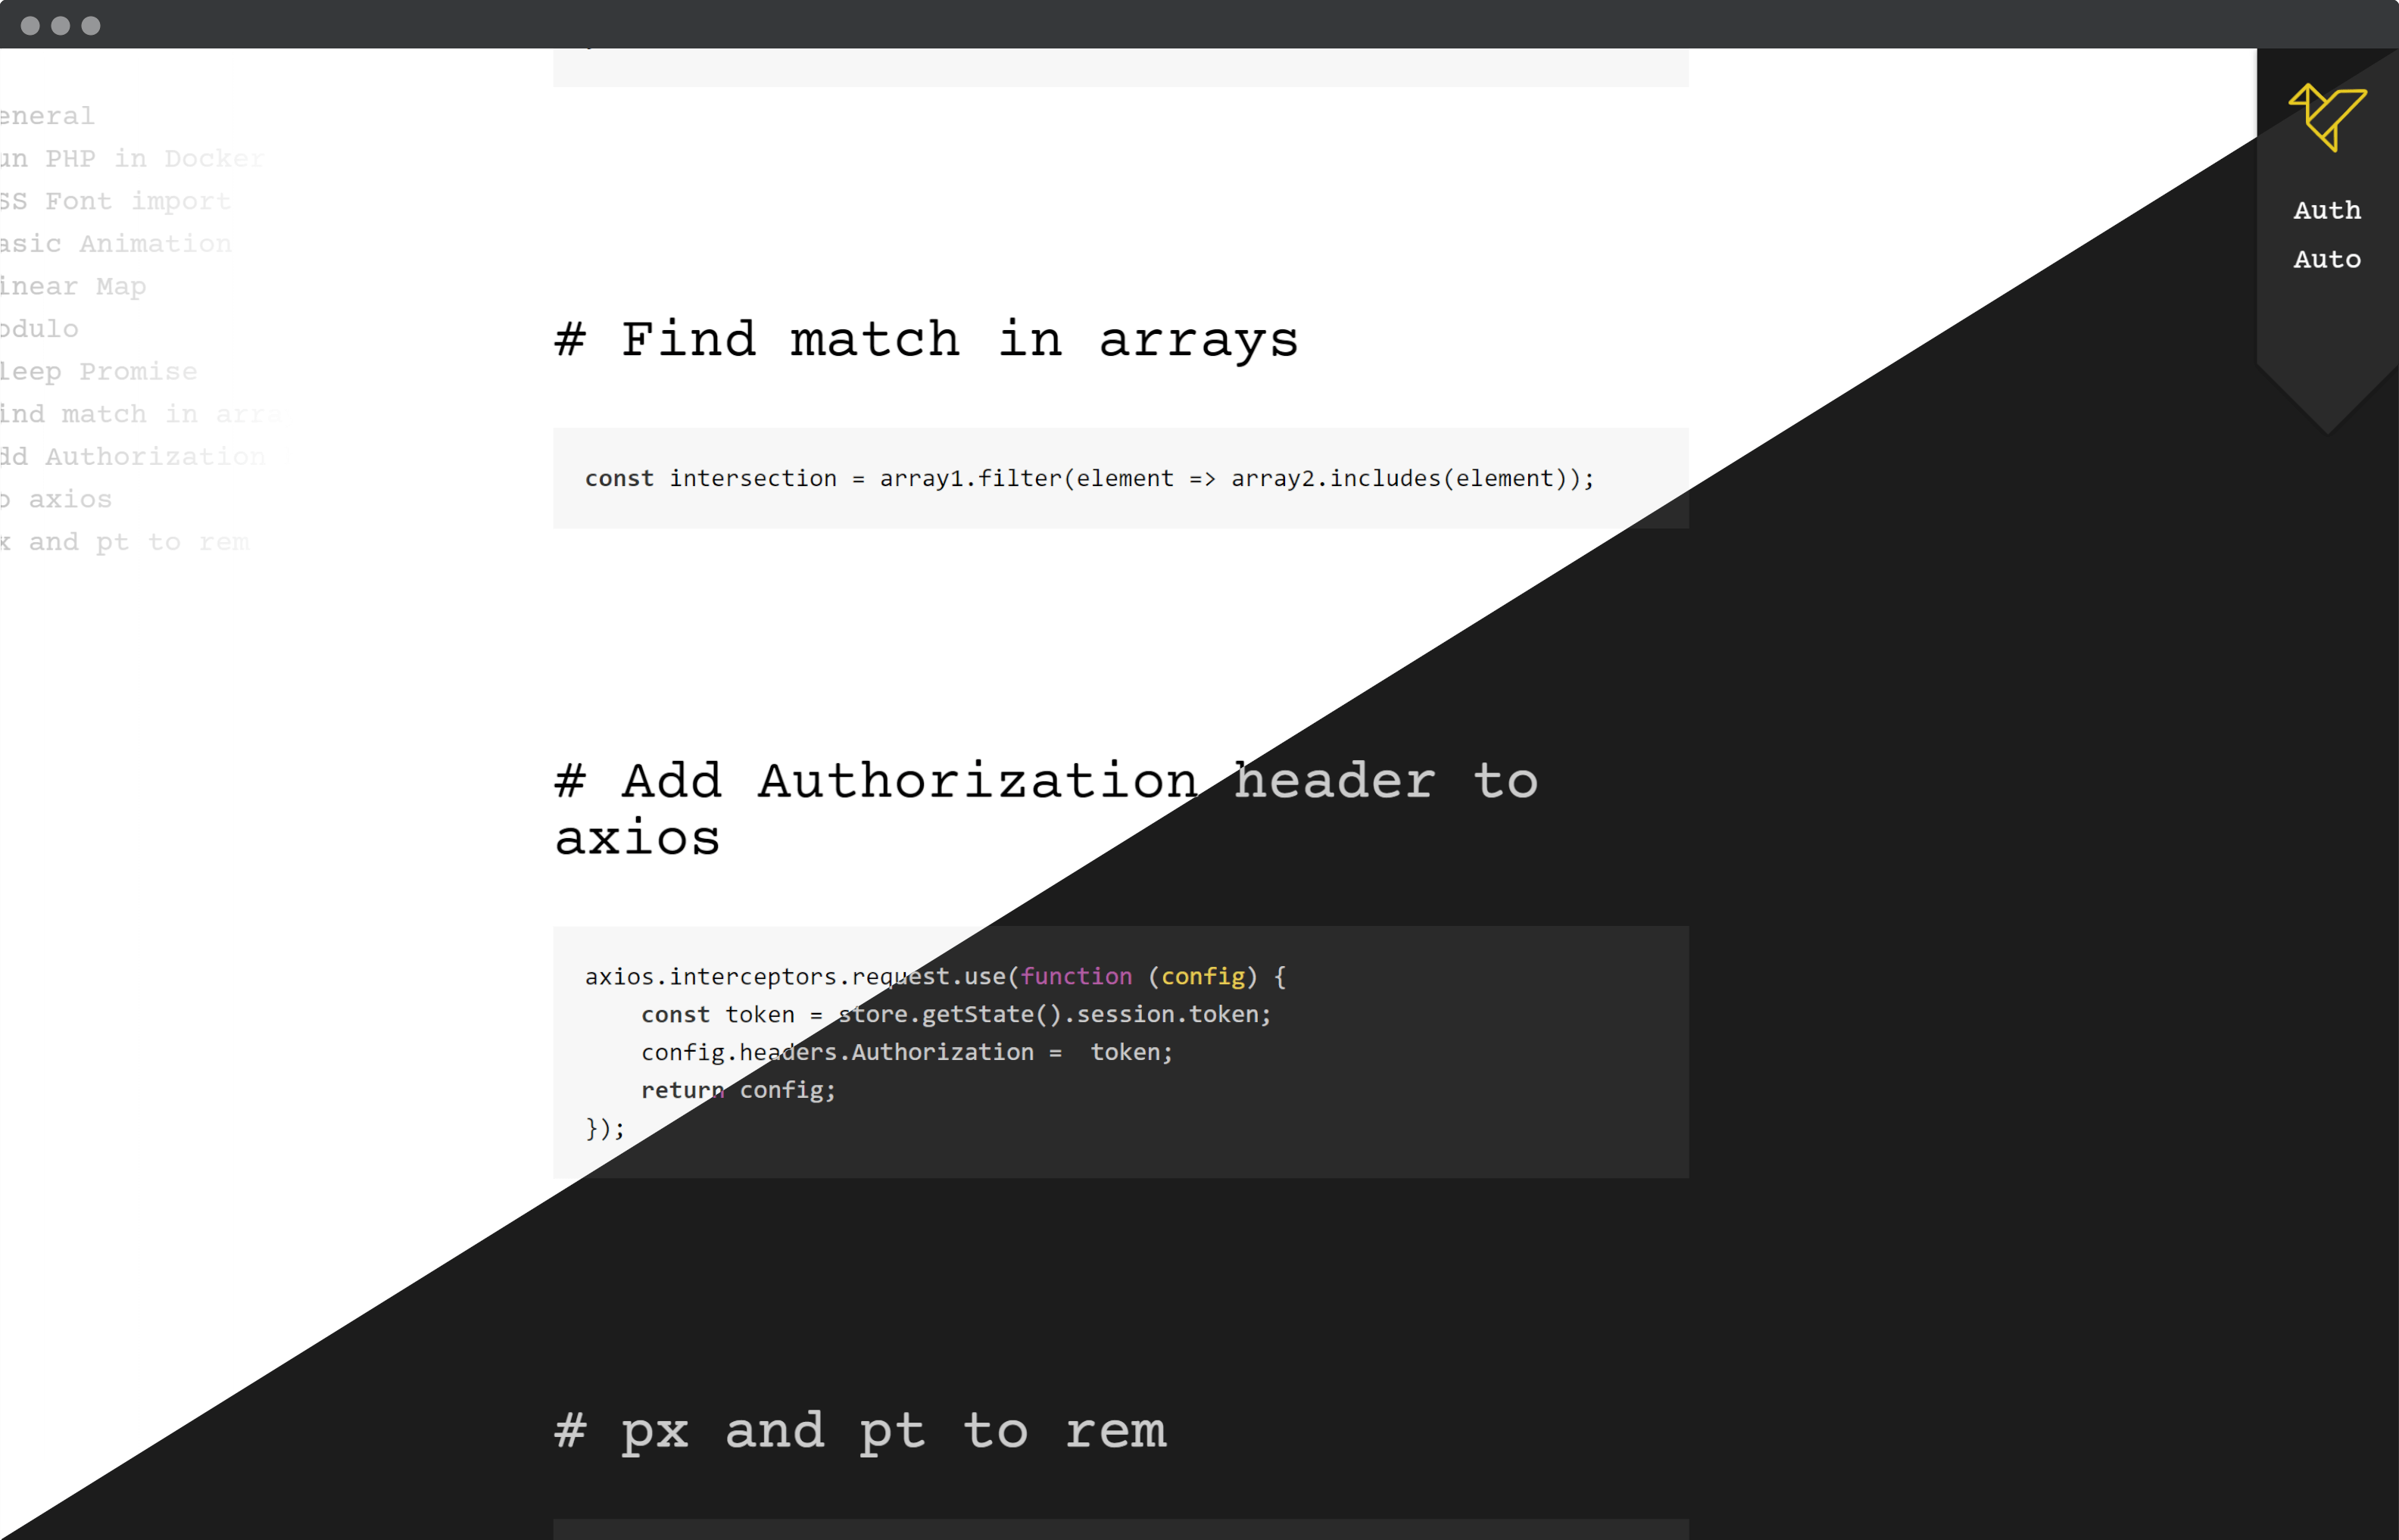 eneral
un PHP in Docker
SS Font import
asic Animation
inear Map
odulo
leep Promise
ind match in arra
dd Authorization
o axios
x and pt to rem
# Find match in arrays
const intersection = array1.filter(element => array2.includes(element));
# Add Authorization header to
axios
axios.interceptors.request.use(function (config) {
    const token = store.getState().session.token;
    config.headers.Authorization =  token;
    return config;
});
# px and pt to rem
Auth
Auto